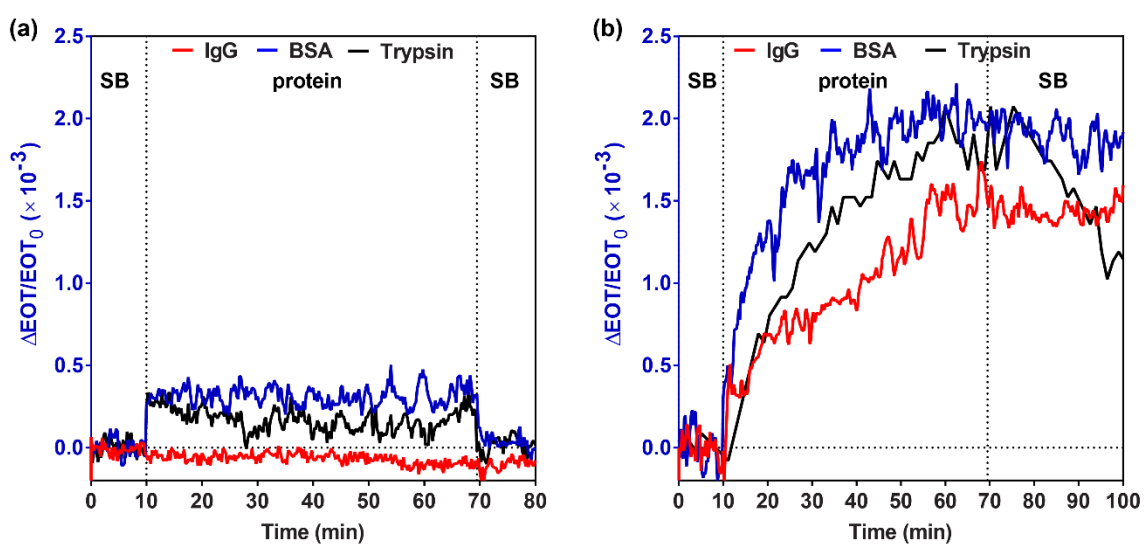 (a)
IgG BSA Trypsin
SB protein SB
2.5
2.0
1.5
1.0
0.5
0.0
ΔEOT/EOT₀ (× 10⁻³)
0 10 20 30 40 50 60 70 80
Time (min)
(b)
IgG BSA Trypsin
SB protein SB
2.5
2.0
1.5
1.0
0.5
0.0
ΔEOT/EOT₀ (× 10⁻³)
0 10 20 30 40 50 60 70 80 90 100
Time (min)